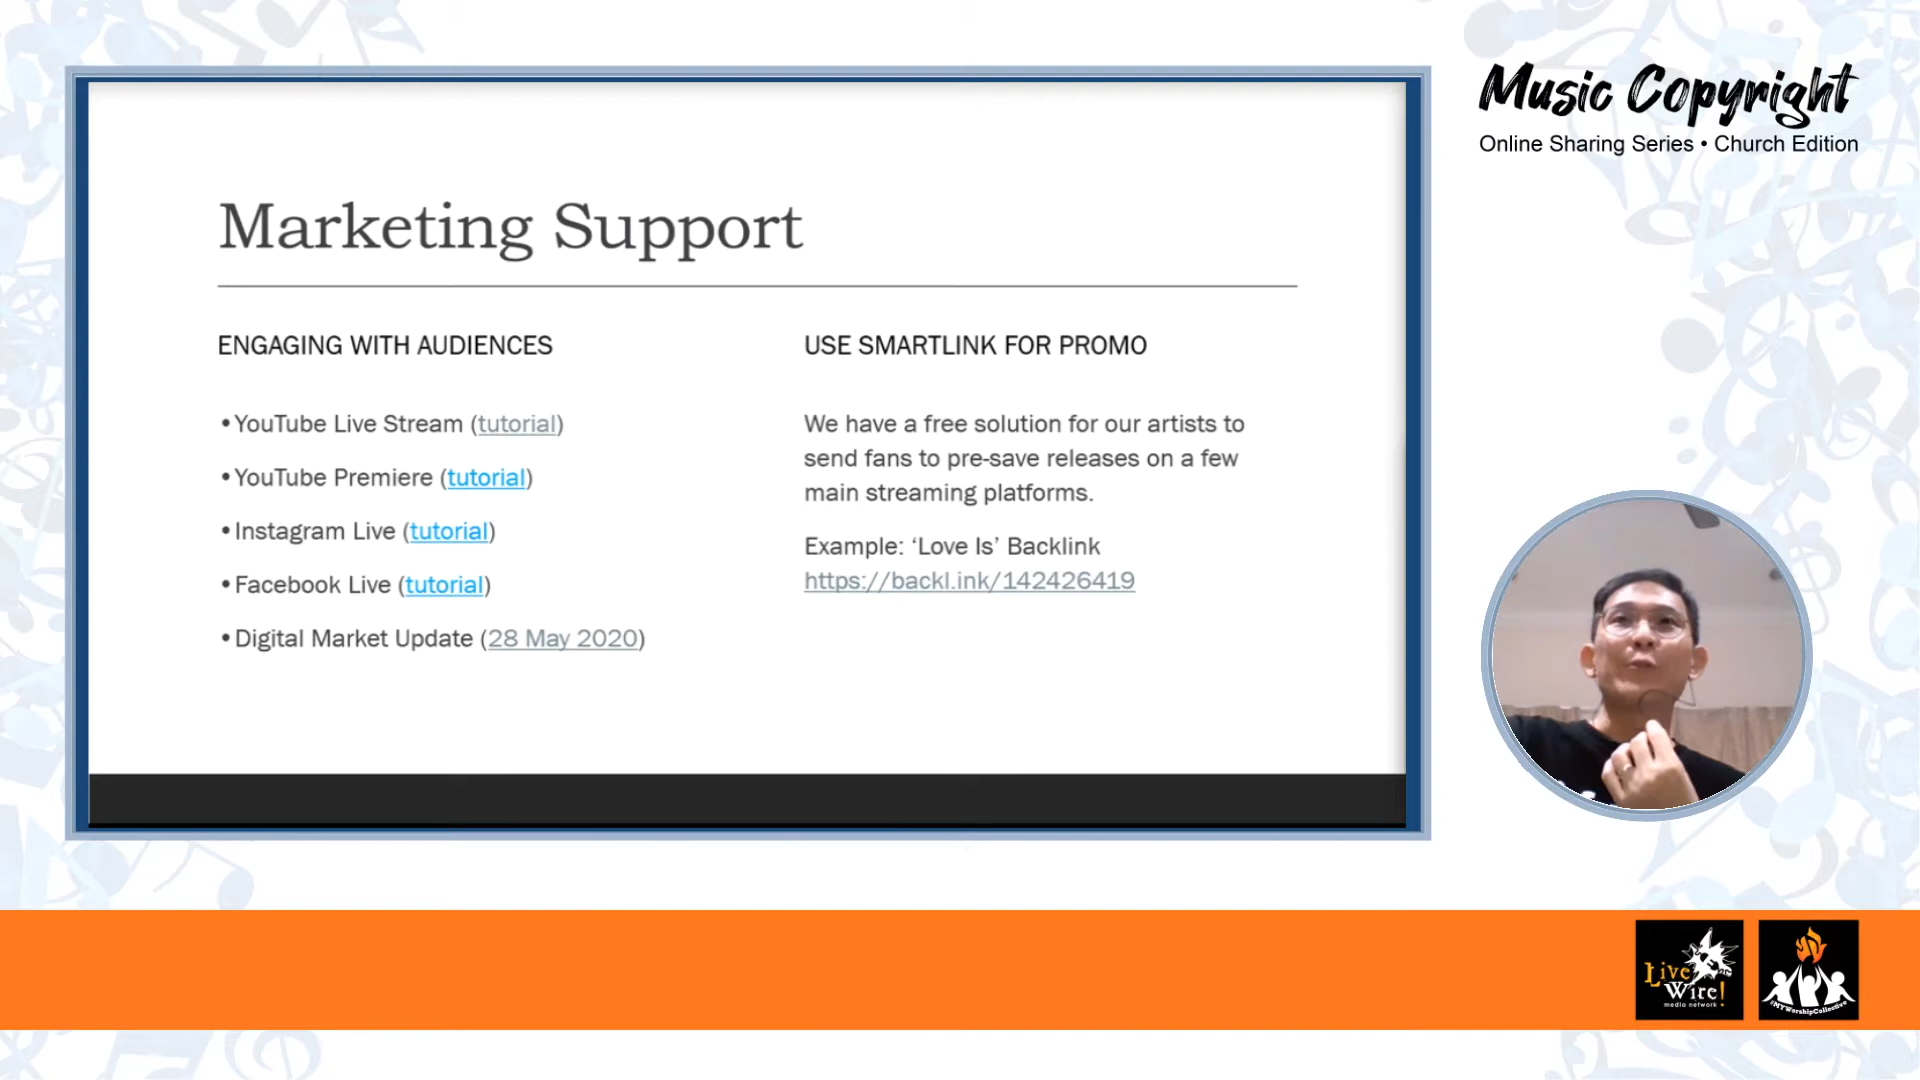 Music Copyright
Online Sharing Series • Church Edition
Marketing Support
ENGAGING WITH AUDIENCES
•YouTube Live Stream (tutorial)
•YouTube Premiere (tutorial)
•Instagram Live (tutorial)
•Facebook Live (tutorial)
•Digital Market Update (28 May 2020)
USE SMARTLINK FOR PROMO
We have a free solution for our artists to
send fans to pre-save releases on a few
main streaming platforms.
Example: ‘Love Is’ Backlink
https://backl.ink/142426419
Live
Wire!
media network
#MYWorshipCollective